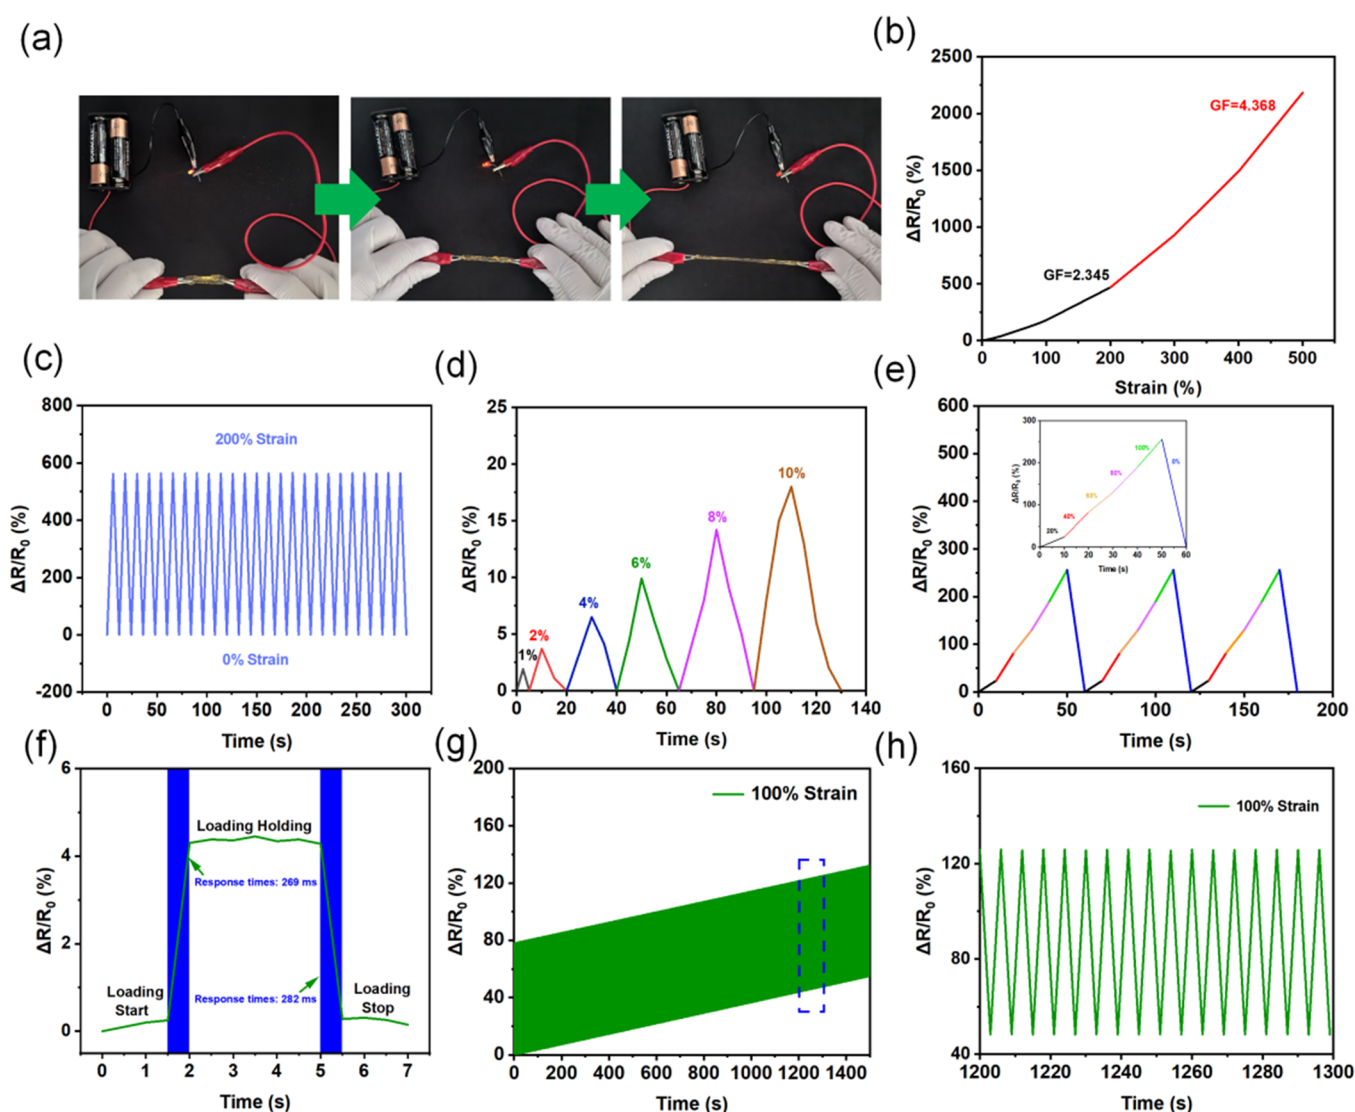 (a)
(b)
2500
2000
1500
1000
500
0
ΔR/R0 (%)
GF=4.368
GF=2.345
0 100 200 300 400 500
Strain (%)
(c)
800
600
400
200
0
-200
ΔR/R0 (%)
200% Strain
0% Strain
0 50 100 150 200 250 300
Time (s)
(d)
25
20
15
10
5
0
ΔR/R0 (%)
1%
2%
4%
6%
8%
10%
0 20 40 60 80 100 120 140
Time (s)
(e)
600
500
400
300
200
100
0
ΔR/R0 (%)
300
200
100
0
ΔR/R0 (%)
20%
40%
60%
80%
100%
0%
0 10 20 30 40 50 60
Time (s)
0 50 100 150 200
Time (s)
(f)
6
4
2
0
ΔR/R0 (%)
Loading Holding
Response times: 269 ms
Loading
Start
Response times: 282 ms
Loading
Stop
0 1 2 3 4 5 6 7
Time (s)
(g)
200
160
120
80
40
0
ΔR/R0 (%)
100% Strain
0 200 400 600 800 1000 1200 1400
Time (s)
(h)
160
120
80
40
ΔR/R0 (%)
100% Strain
1200 1220 1240 1260 1280 1300
Time (s)